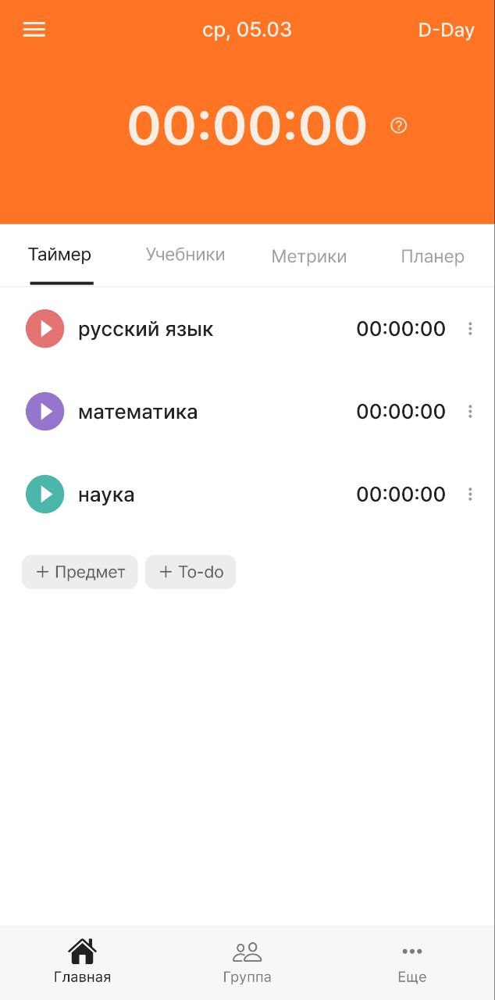 ср, 05.03 D-Day
00:00:00
Таймер Учебники Метрики Планер
русский язык 00:00:00
математика 00:00:00
наука 00:00:00
+ Предмет + To-do
Главная Группа Еще